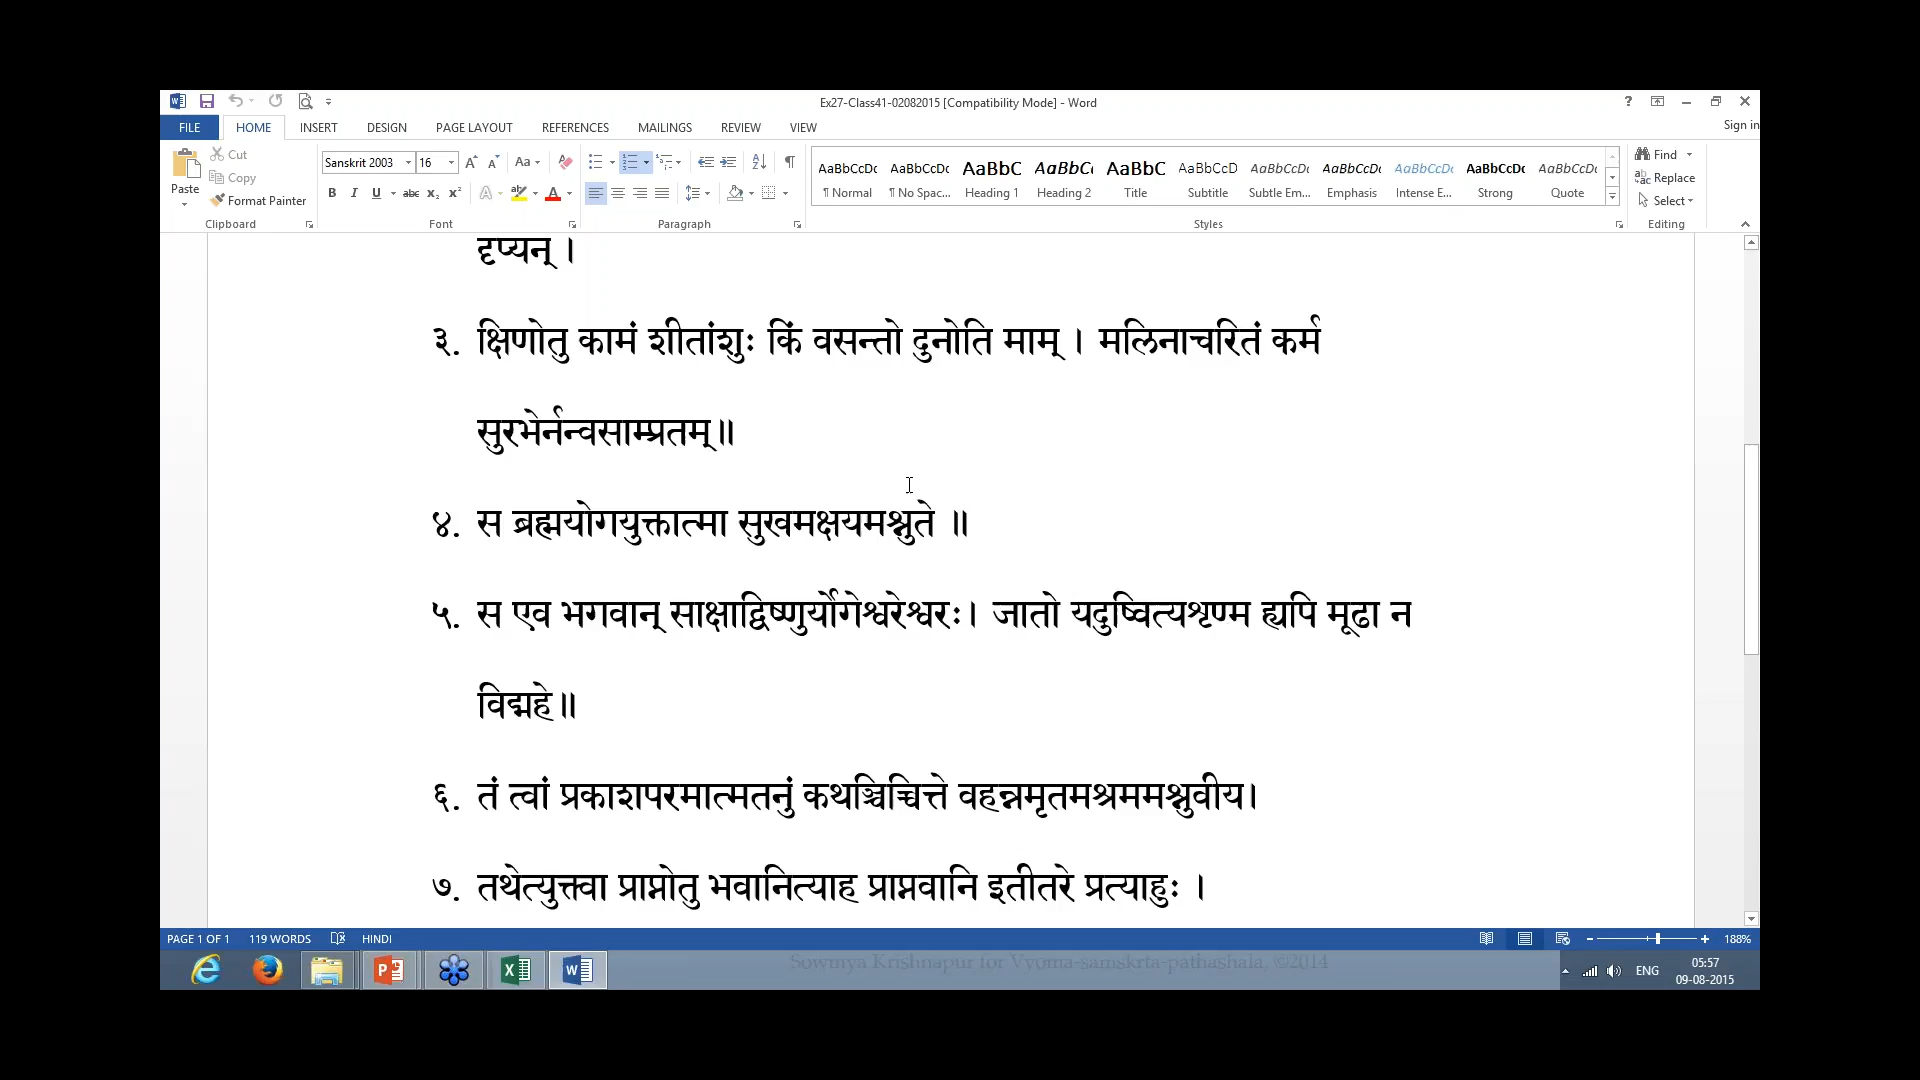 Ex27-Class41-02082015 [Compatibility Mode] - Word
Sign in
FILE HOME INSERT DESIGN PAGE LAYOUT REFERENCES MAILINGS REVIEW VIEW
Paste Cut Copy Format Painter
Sanskrit 2003 16
AaBbCcDc AaBbCcDc AaBbC AaBbC AaBbC AaBbCcD AaBbCcDc AaBbCcDc AaBbCcDc AaBbCcDc AaBbCcDc
¶ Normal ¶ No Spac... Heading 1 Heading 2 Title Subtitle Subtle Em... Emphasis Intense E... Strong Quote
Find Replace Select
Clipboard Font Paragraph Styles Editing
दृप्यन् ।
३. क्षिणोतु कामं शीतांशुः किं वसन्तो दुनोति माम् । मलिनाचरितं कर्म
सुरभेर्नन्वसाम्प्रतम्॥
४. स ब्रह्मयोगयुक्तात्मा सुखमक्षयमश्नुते ॥
५. स एव भगवान् साक्षाद्विष्णुर्योगेश्वरेश्वरः। जातो यदुष्वित्यशृण्म ह्यपि मूढा न
विद्महे॥
६. तं त्वां प्रकाशपरमात्मतनुं कथञ्चिच्चित्ते वहन्नमृतमश्रममश्नुवीय।
७. तथेत्युक्त्वा प्राप्नोतु भवानित्याह प्राप्नवानि इतीतरे प्रत्याहुः ।
PAGE 1 OF 1 119 WORDS HINDI 188%
Sowmya Krishnapur for Vyoma-samskrta-pathashala, ©2014
ENG 05:57
09-08-2015